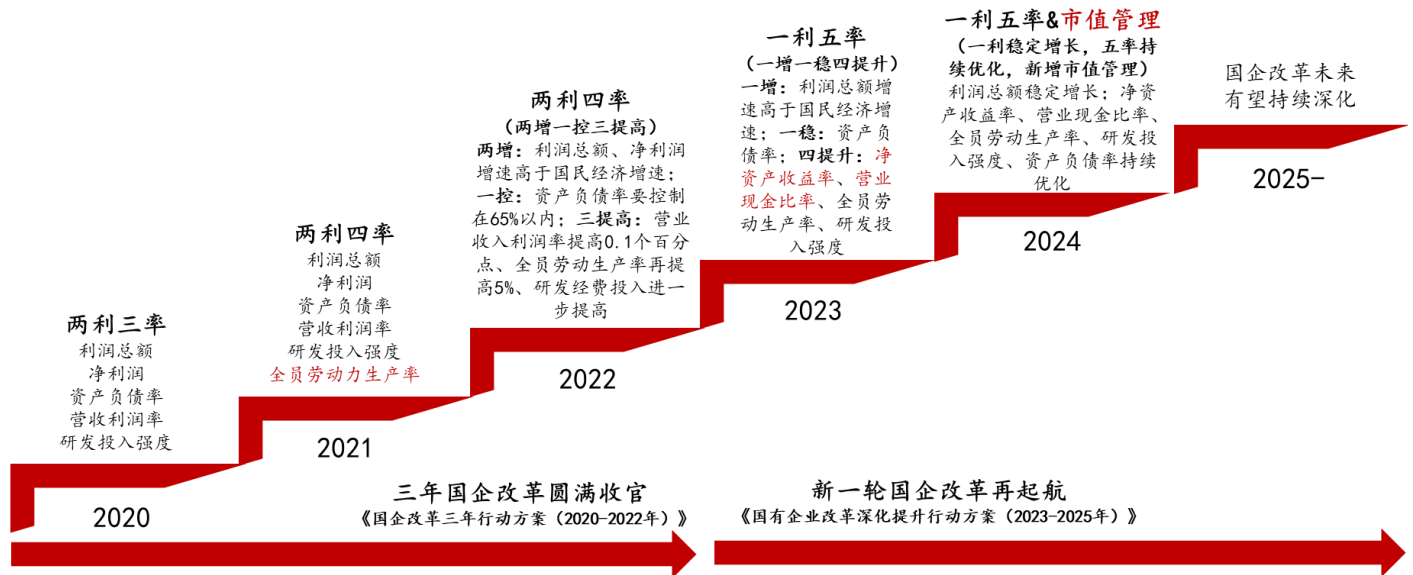 两利三率
利润总额
净利润
资产负债率
营收利润率
研发投入强度
2020
两利四率
利润总额
净利润
资产负债率
营收利润率
研发投入强度
全员劳动力生产率
2021
两利四率
（两增一控三提高）
两增：利润总额、净利润
增速高于国民经济增速；
一控：资产负债率要控制
在65%以内；三提高：营业
收入利润率提高0.1个百分
点、全员劳动生产率再提
高5%、研发经费投入进一
步提高
2022
一利五率
（一增一稳四提升）
一增：利润总额增
速高于国民经济增
速；一稳：资产负
债率；四提升：净
资产收益率、营业
现金比率、全员劳
动生产率、研发投
入强度
2023
一利五率&市值管理
（一利稳定增长，五率持
续优化，新增市值管理）
利润总额稳定增长；净资
产收益率、营业现金比率、
全员劳动生产率、研发投
入强度、资产负债率持续
优化
2024
国企改革未来
有望持续深化
2025-
三年国企改革圆满收官
《国企改革三年行动方案（2020-2022年）》
新一轮国企改革再起航
《国有企业改革深化提升行动方案（2023-2025年）》